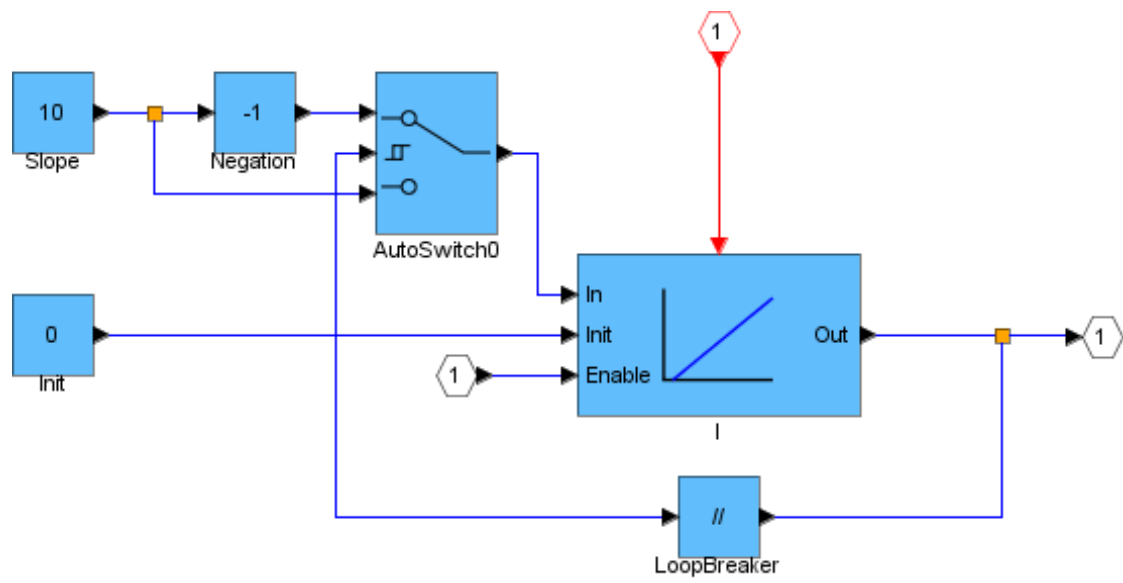 1
10
-1
Slope
Negation
AutoSwitch0
In
0
Init
Out
1
Init
1
Enable
I
//
LoopBreaker